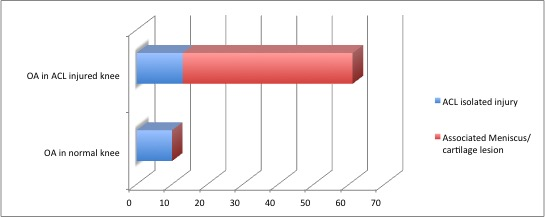 OA in ACL injured knee
OA in normal knee
0 10 20 30 40 50 60 70
ACL isolated injury
Associated Meniscus/
cartilage lesion